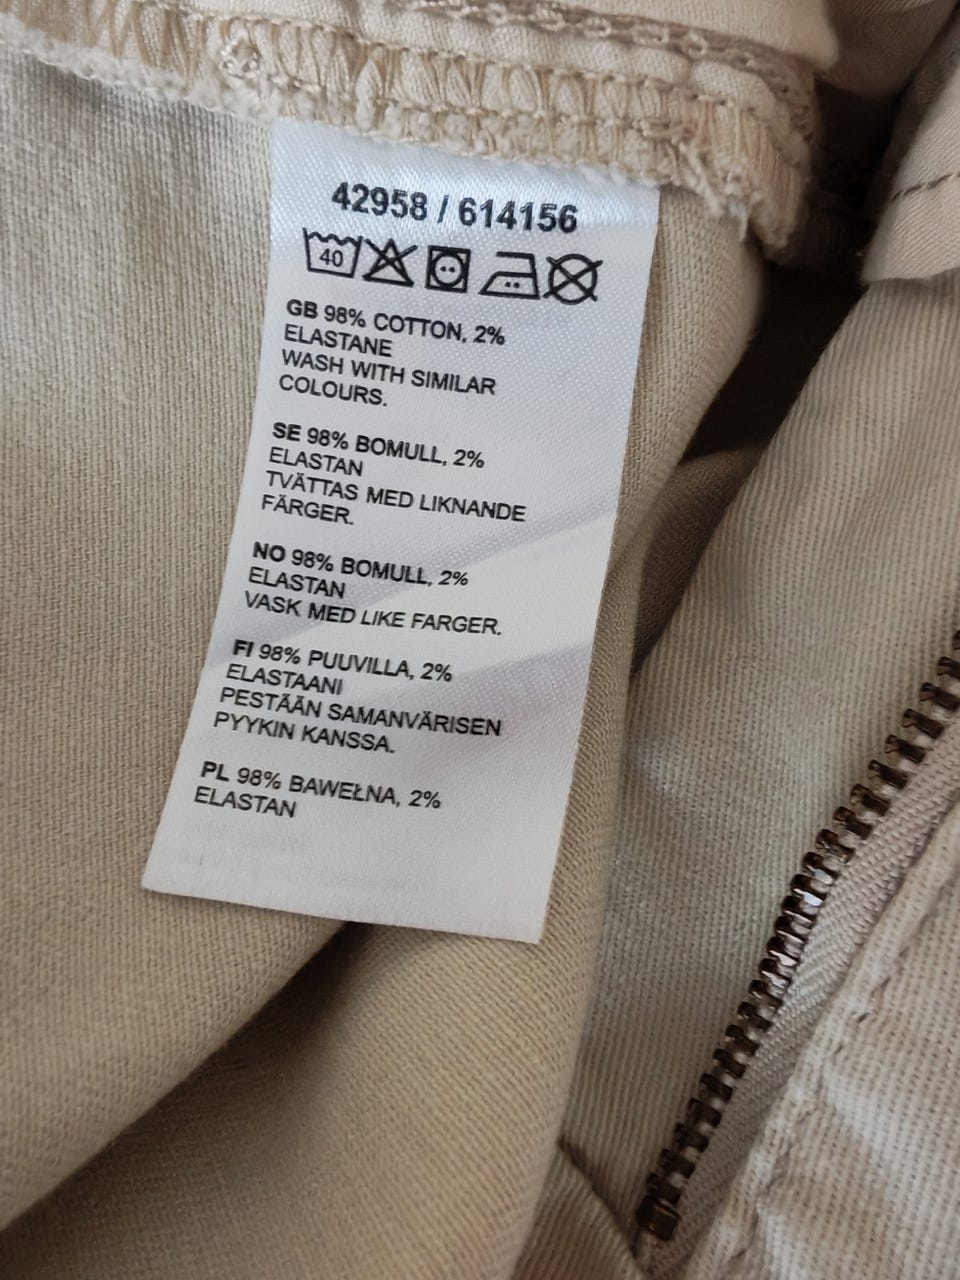 42958 / 614156
40
GB 98% COTTON, 2%
ELASTANE
WASH WITH SIMILAR
COLOURS.
SE 98% BOMULL, 2%
ELASTAN
TVÄTTAS MED LIKNANDE
FÄRGER.
NO 98% BOMULL, 2%
ELASTAN
VASK MED LIKE FARGER.
FI 98% PUUVILLA, 2%
ELASTAANI
PESTÄÄN SAMANVÄRISEN
PYYKIN KANSSA.
PL 98% BAWEŁNA, 2%
ELASTAN